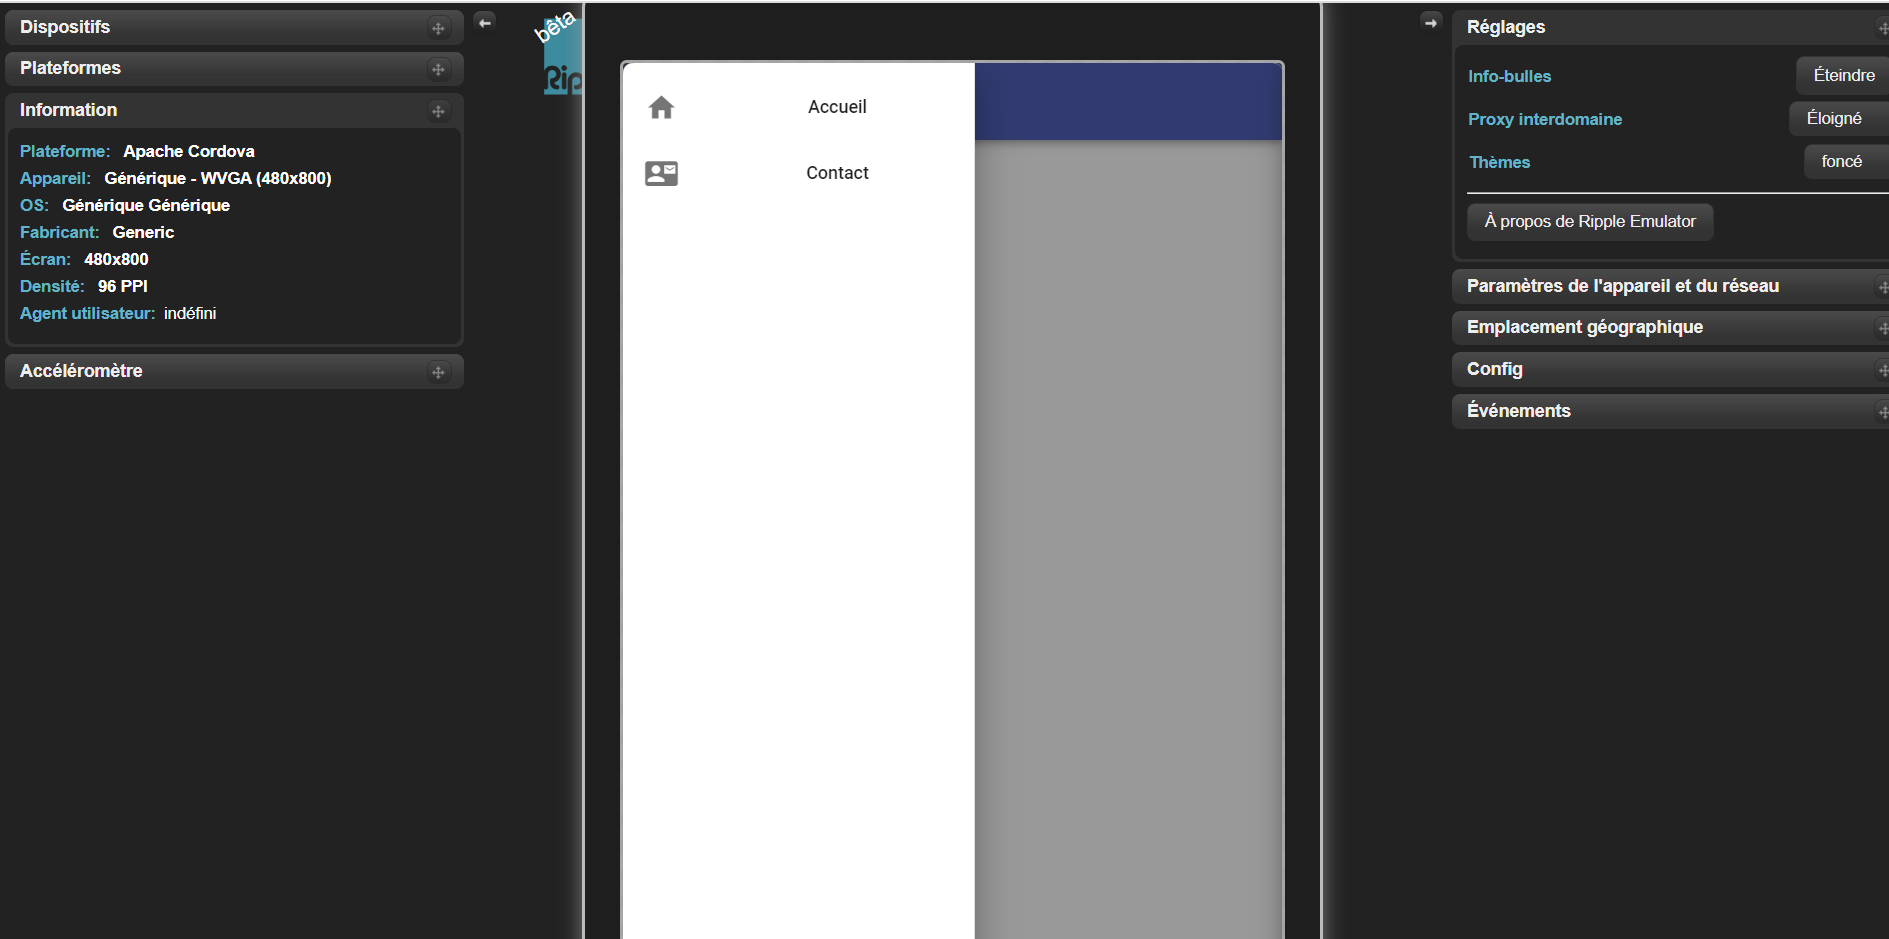 Dispositifs
Plateformes
Information
Plateforme: Apache Cordova
Appareil: Générique - WVGA (480x800)
OS: Générique Générique
Fabricant: Generic
Écran: 480x800
Densité: 96 PPI
Agent utilisateur: indéfini
Accéléromètre
bêta
Rip
Accueil
Contact
Réglages
Info-bulles Éteindre
Proxy interdomaine Éloigné
Thèmes foncé
À propos de Ripple Emulator
Paramètres de l'appareil et du réseau
Emplacement géographique
Config
Événements